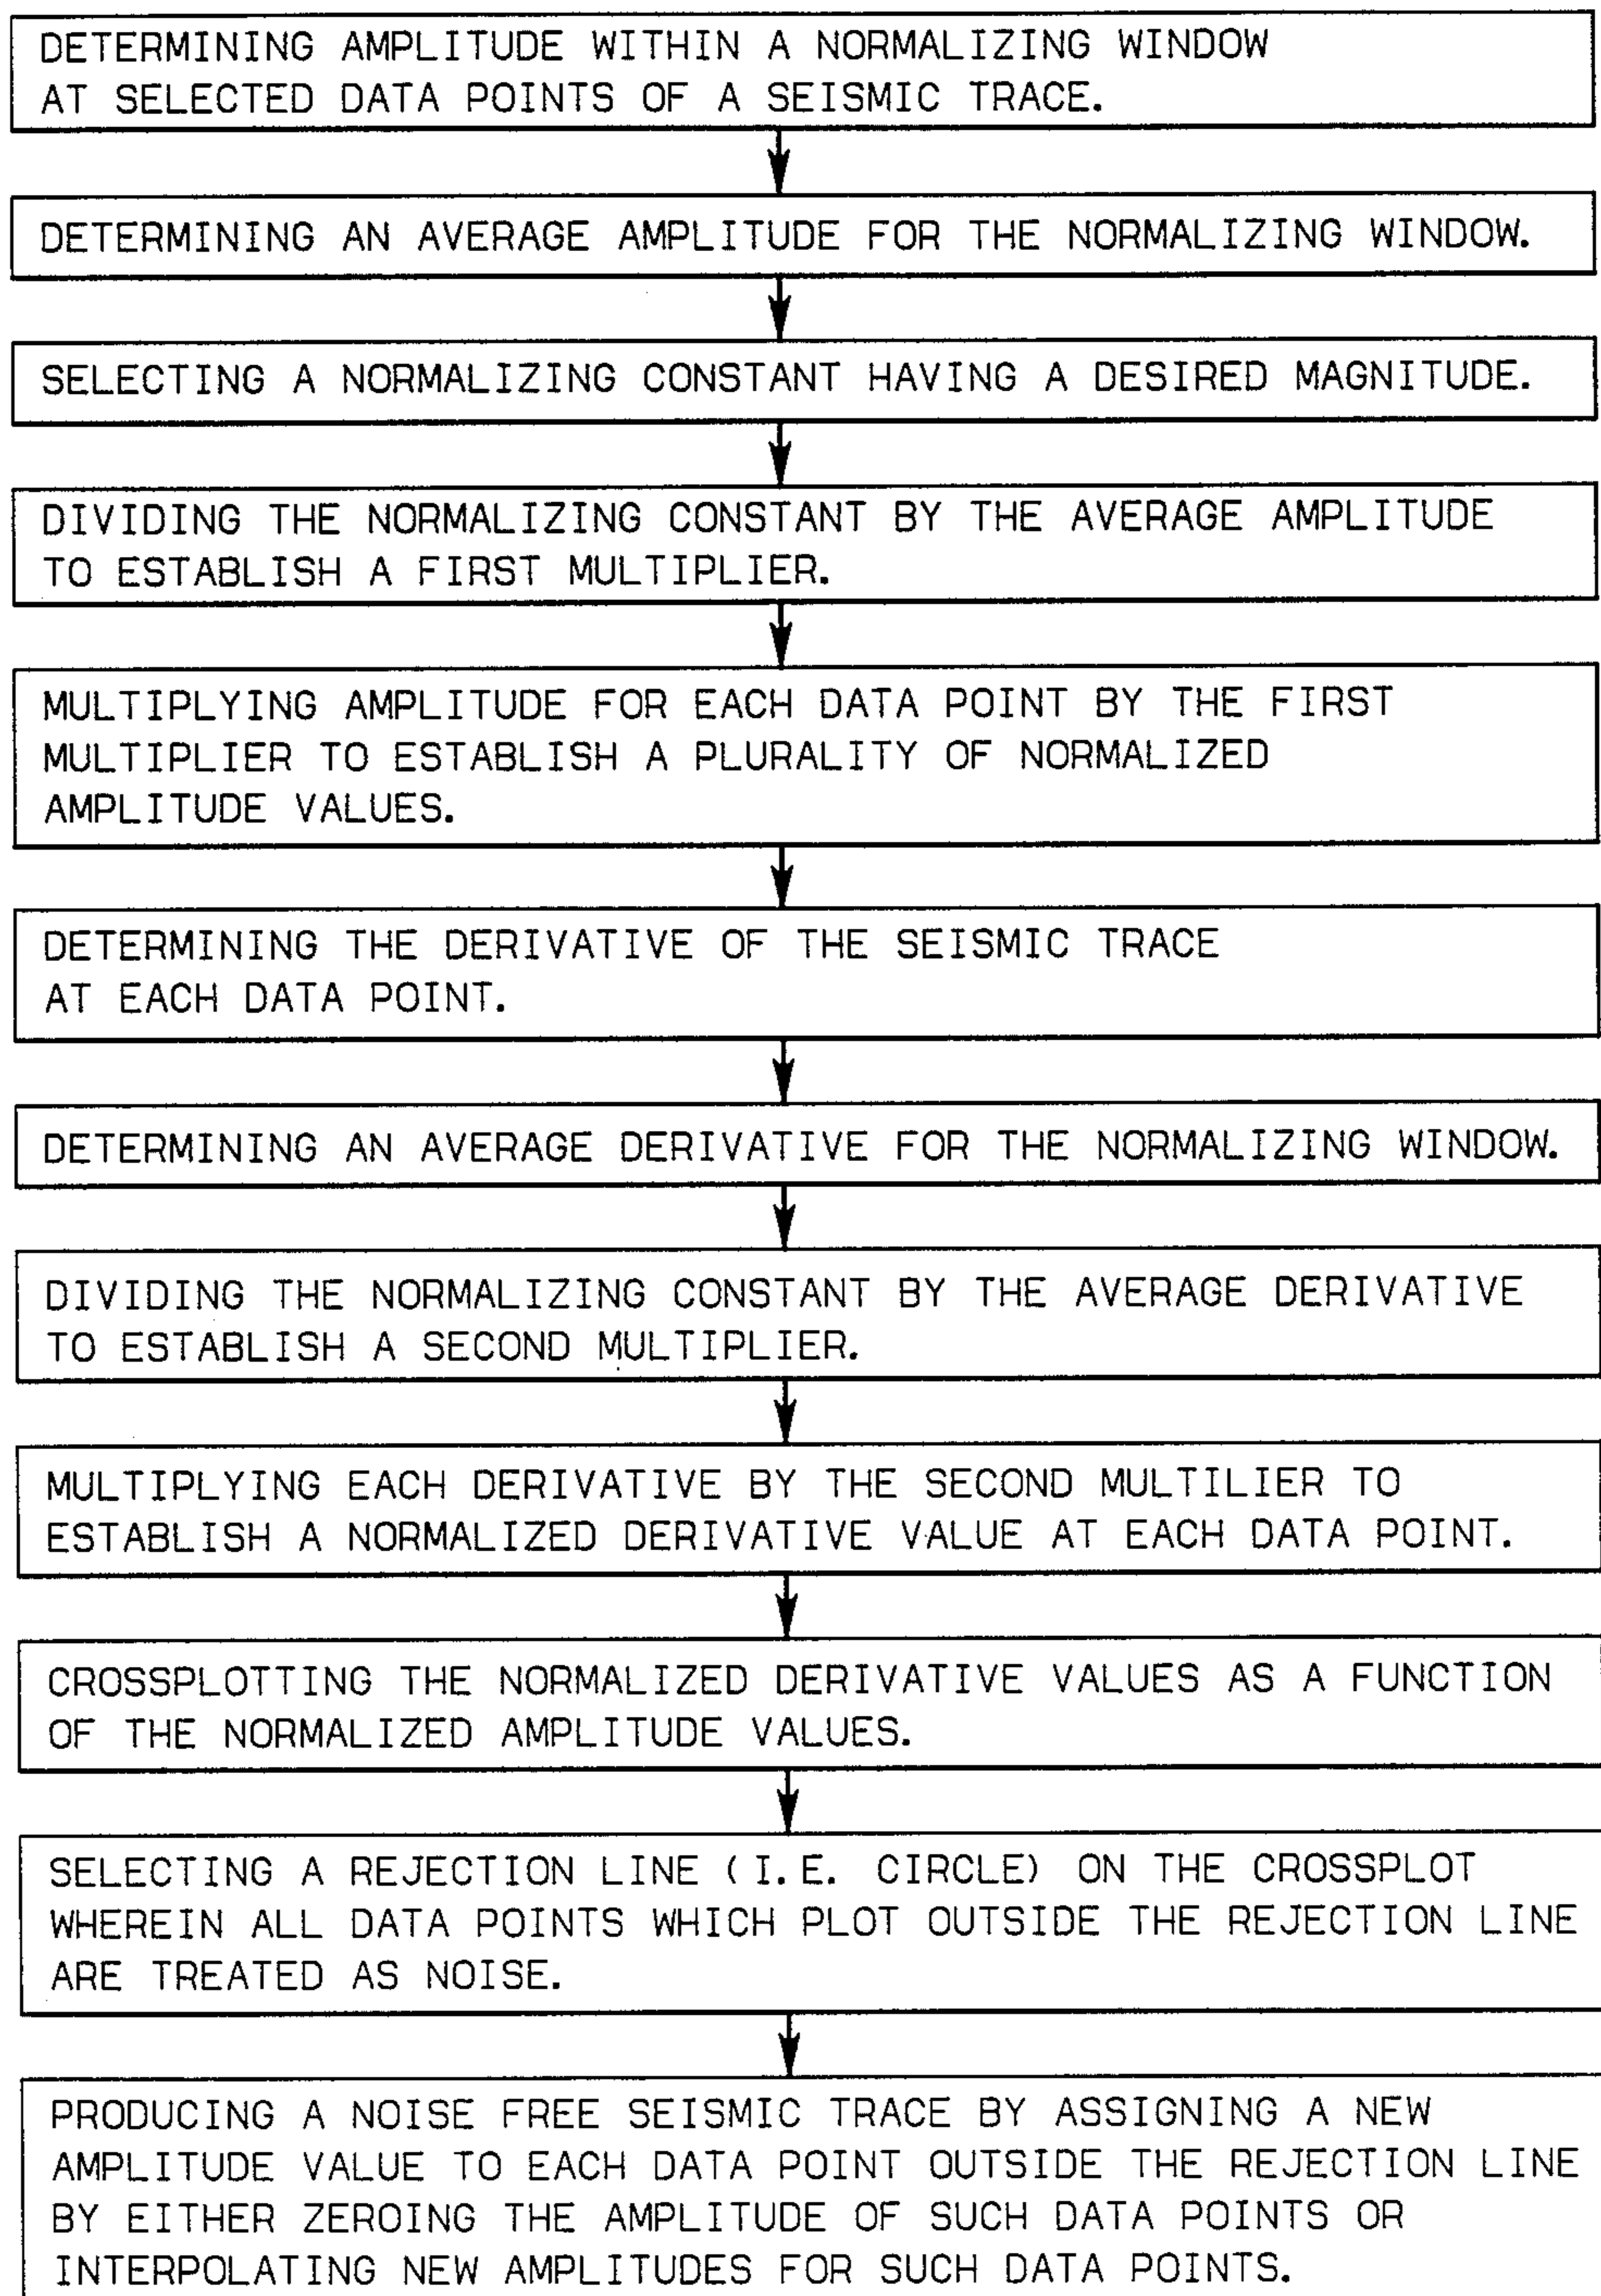 DETERMINING AMPLITUDE WITHIN A NORMALIZING WINDOW
AT SELECTED DATA POINTS OF A SEISMIC TRACE.
DETERMINING AN AVERAGE AMPLITUDE FOR THE NORMALIZING WINDOW.
SELECTING A NORMALIZING CONSTANT HAVING A DESIRED MAGNITUDE.
DIVIDING THE NORMALIZING CONSTANT BY THE AVERAGE AMPLITUDE
TO ESTABLISH A FIRST MULTIPLIER.
MULTIPLYING AMPLITUDE FOR EACH DATA POINT BY THE FIRST
MULTIPLIER TO ESTABLISH A PLURALITY OF NORMALIZED
AMPLITUDE VALUES.
DETERMINING THE DERIVATIVE OF THE SEISMIC TRACE
AT EACH DATA POINT.
DETERMINING AN AVERAGE DERIVATIVE FOR THE NORMALIZING WINDOW.
DIVIDING THE NORMALIZING CONSTANT BY THE AVERAGE DERIVATIVE
TO ESTABLISH A SECOND MULTIPLIER.
MULTIPLYING EACH DERIVATIVE BY THE SECOND MULTILIER TO
ESTABLISH A NORMALIZED DERIVATIVE VALUE AT EACH DATA POINT.
CROSSPLOTTING THE NORMALIZED DERIVATIVE VALUES AS A FUNCTION
OF THE NORMALIZED AMPLITUDE VALUES.
SELECTING A REJECTION LINE (I.E. CIRCLE) ON THE CROSSPLOT
WHEREIN ALL DATA POINTS WHICH PLOT OUTSIDE THE REJECTION LINE
ARE TREATED AS NOISE.
PRODUCING A NOISE FREE SEISMIC TRACE BY ASSIGNING A NEW
AMPLITUDE VALUE TO EACH DATA POINT OUTSIDE THE REJECTION LINE
BY EITHER ZEROING THE AMPLITUDE OF SUCH DATA POINTS OR
INTERPOLATING NEW AMPLITUDES FOR SUCH DATA POINTS.